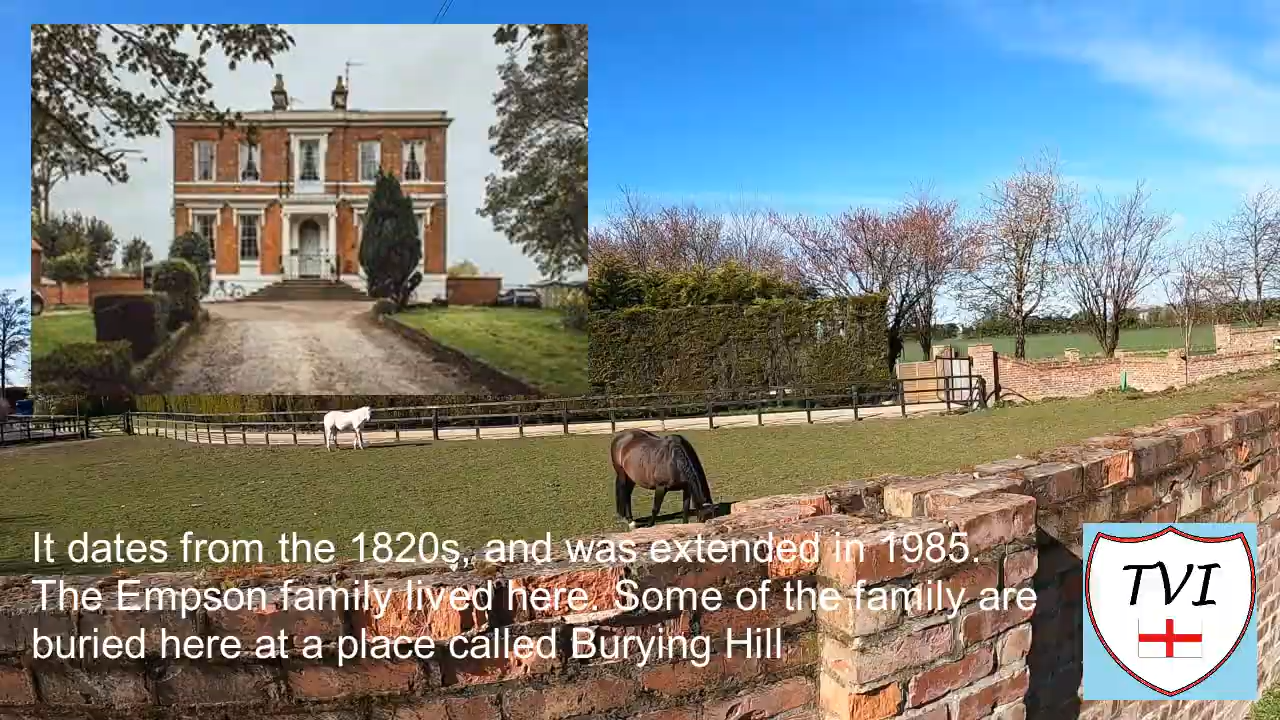 It dates from the 1820s, and was extended in 1985.
The Empson family lived here. Some of the family are
buried here at a place called Burying Hill
TVI